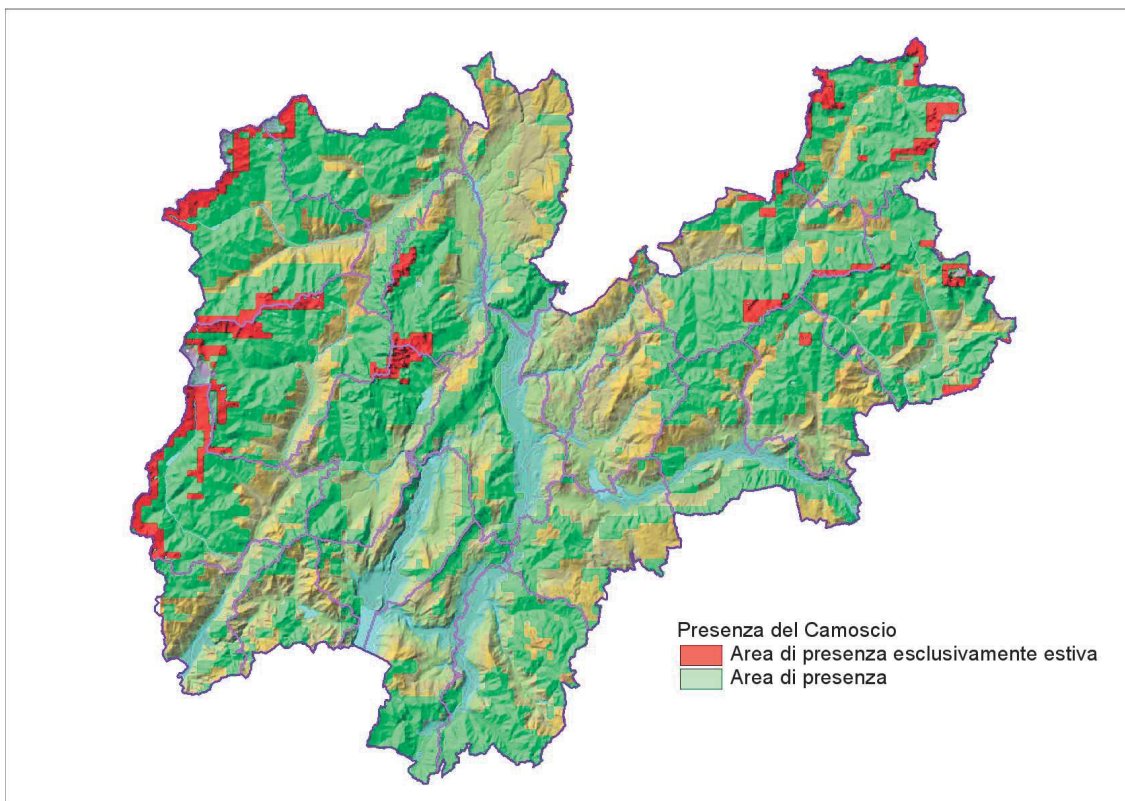 Presenza del Camoscio
Area di presenza esclusivamente estiva
Area di presenza